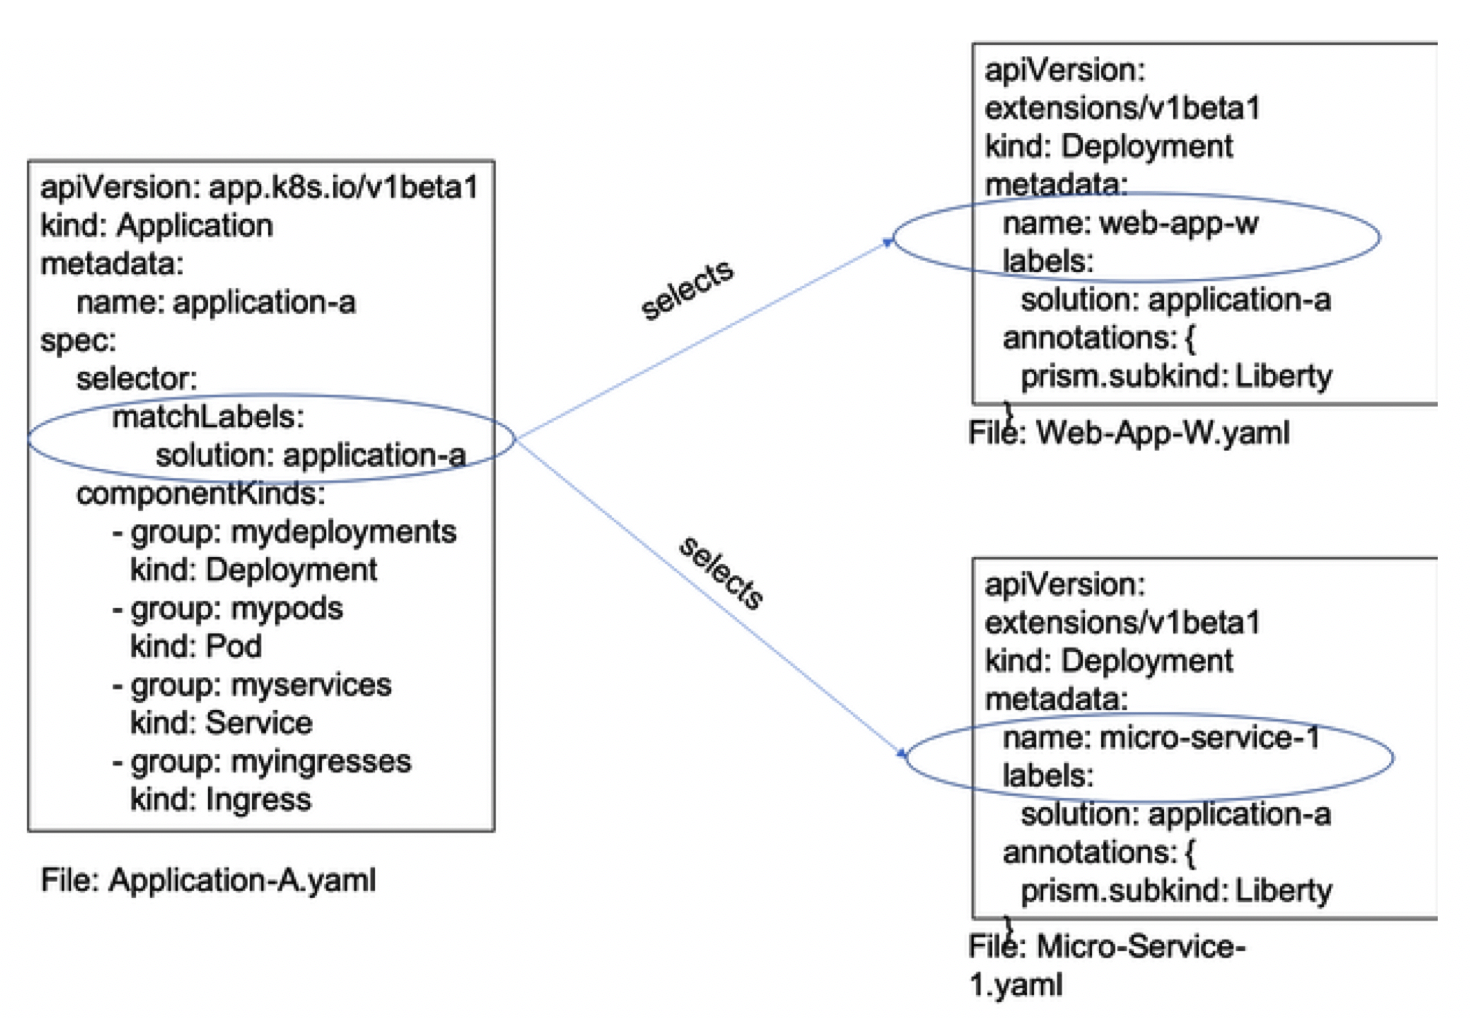 apiVersion: app.k8s.io/v1beta1
kind: Application
metadata:
name: application-a
spec:
selector:
matchLabels:
solution: application-a
componentKinds:
- group: mydeployments
kind: Deployment
- group: mypods
kind: Pod
- group: myservices
kind: Service
- group: myingresses
kind: Ingress
File: Application-A.yaml
selects
selects
apiVersion:
extensions/v1beta1
kind: Deployment
metadata:
name: web-app-w
labels:
solution: application-a
annotations: {
prism.subkind: Liberty
}
File: Web-App-W.yaml
apiVersion:
extensions/v1beta1
kind: Deployment
metadata:
name: micro-service-1
labels:
solution: application-a
annotations: {
prism.subkind: Liberty
}
File: Micro-Service-
1.yaml